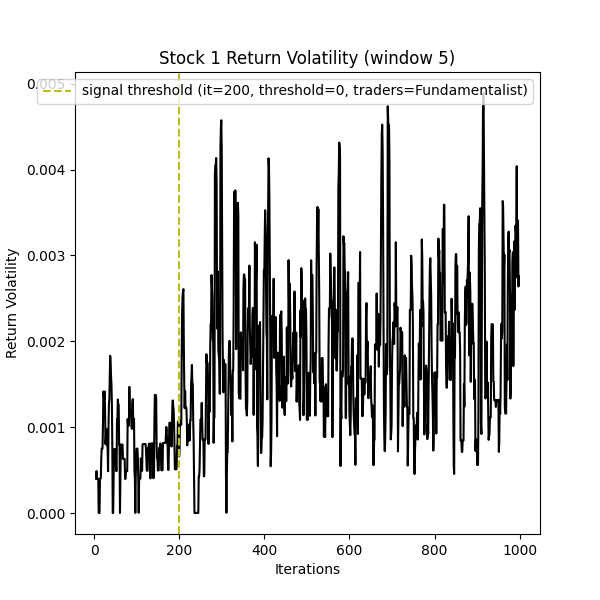 Stock 1 Return Volatility (window 5)
signal threshold (it=200, threshold=0, traders=Fundamentalist)
0.005
0.004
0.003
0.002
0.001
0.000
Return Volatility
0 200 400 600 800 1000
Iterations